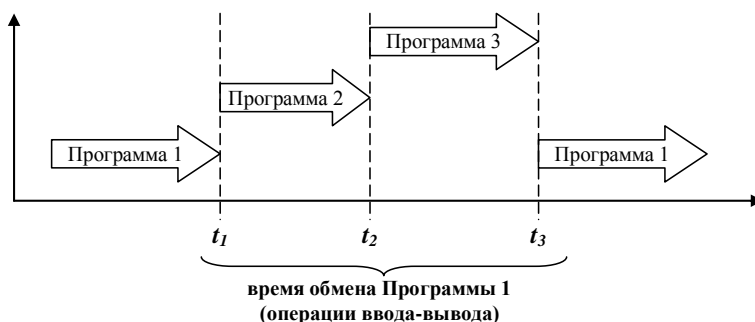 Программа 3
Программа 2
Программа 1
Программа 1
t1
t2
t3
время обмена Программы 1
(операции ввода-вывода)